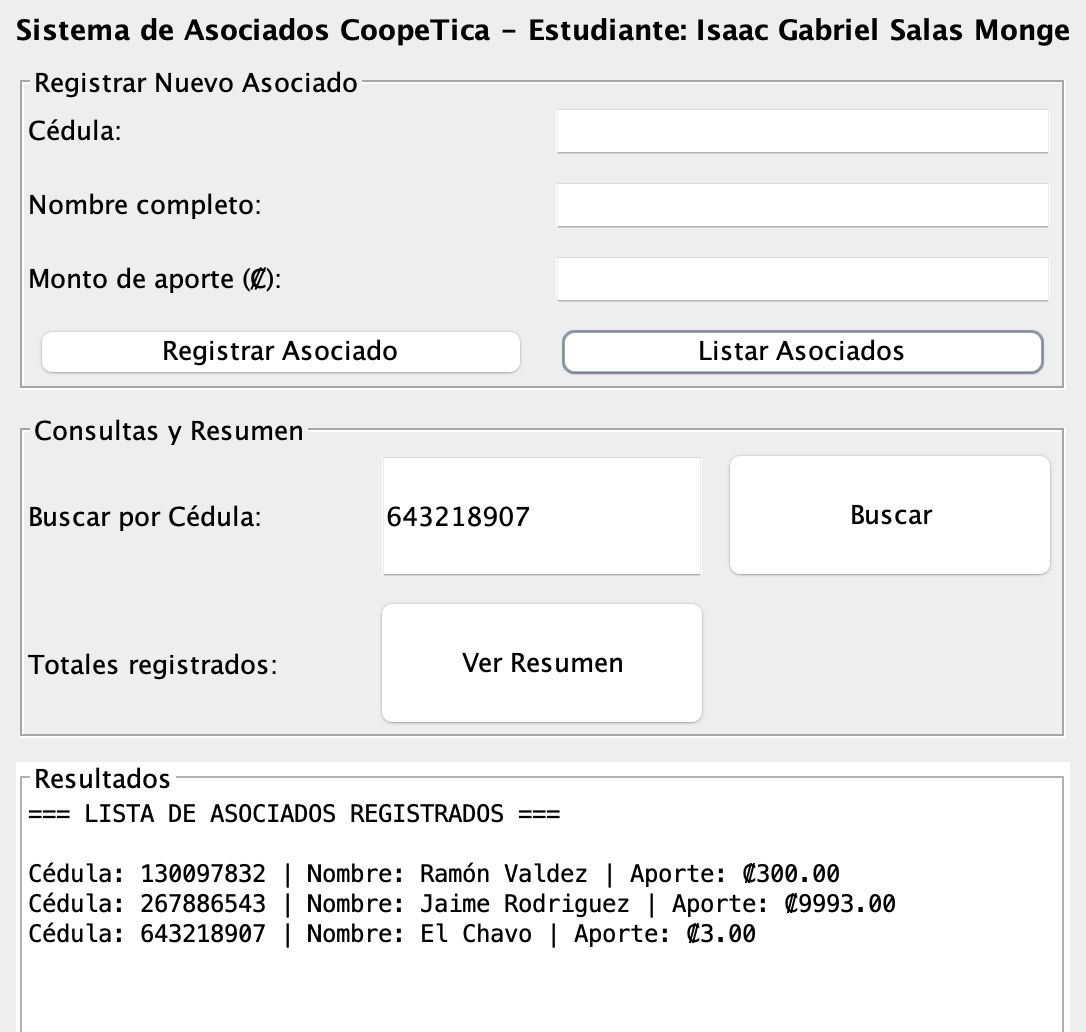 Sistema de Asociados CoopeTica - Estudiante: Isaac Gabriel Salas Monge
Registrar Nuevo Asociado
Cédula:
Nombre completo:
Monto de aporte (₡):
Registrar Asociado
Listar Asociados
Consultas y Resumen
Buscar por Cédula:
643218907
Buscar
Totales registrados:
Ver Resumen
Resultados
=== LISTA DE ASOCIADOS REGISTRADOS ===
Cédula: 130097832 | Nombre: Ramón Valdez | Aporte: ₡300.00
Cédula: 267886543 | Nombre: Jaime Rodriguez | Aporte: ₡9993.00
Cédula: 643218907 | Nombre: El Chavo | Aporte: ₡3.00